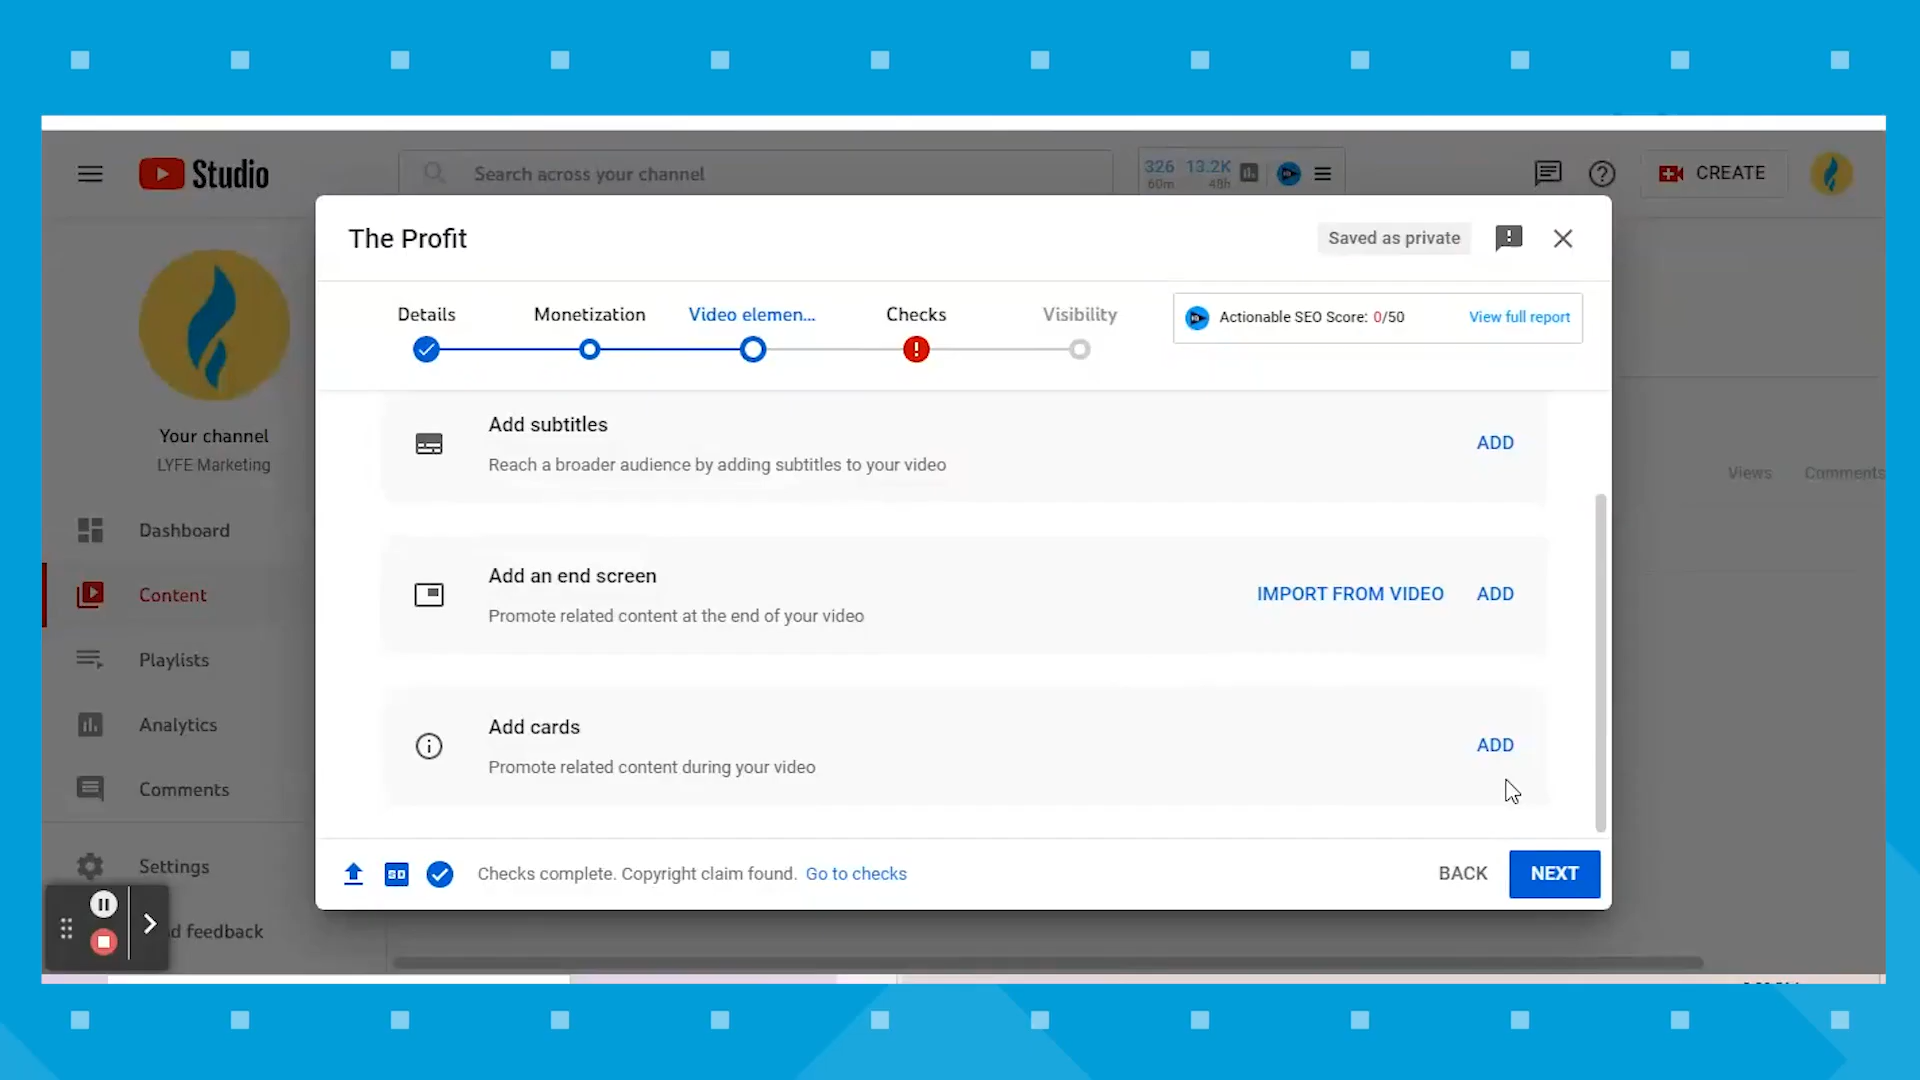 Studio
Search across your channel
326 13.2K
60m 48h
CREATE
The Profit
Saved as private
Details
Monetization
Video elemen...
Checks
Visibility
Actionable SEO Score: 0/50
View full report
Your channel
LYFE Marketing
Dashboard
Content
Playlists
Analytics
Comments
Settings
d feedback
Views
Comments
Add subtitles
Reach a broader audience by adding subtitles to your video
ADD
Add an end screen
Promote related content at the end of your video
IMPORT FROM VIDEO
ADD
Add cards
Promote related content during your video
ADD
SD
Checks complete. Copyright claim found. Go to checks
BACK
NEXT